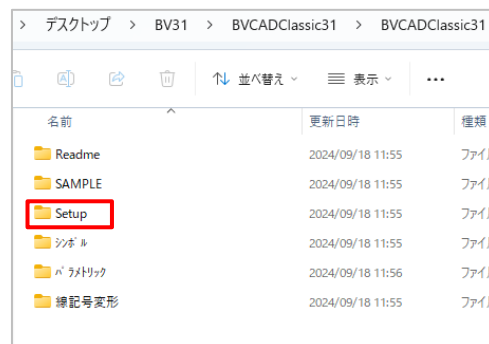 > デスクトップ > BV31 > BVCADClassic31 > BVCADClassic31
並べ替え 表示 ...
名前 更新日時 種類
Readme 2024/09/18 11:55 ファイ
SAMPLE 2024/09/18 11:55 ファイ
Setup 2024/09/18 11:55 ファイ
ｼﾝﾎﾞﾙ 2024/09/18 11:55 ファイ
ﾊﾟﾗﾒﾄリック 2024/09/18 11:56 ファイ
線記号変形 2024/09/18 11:55 ファイ